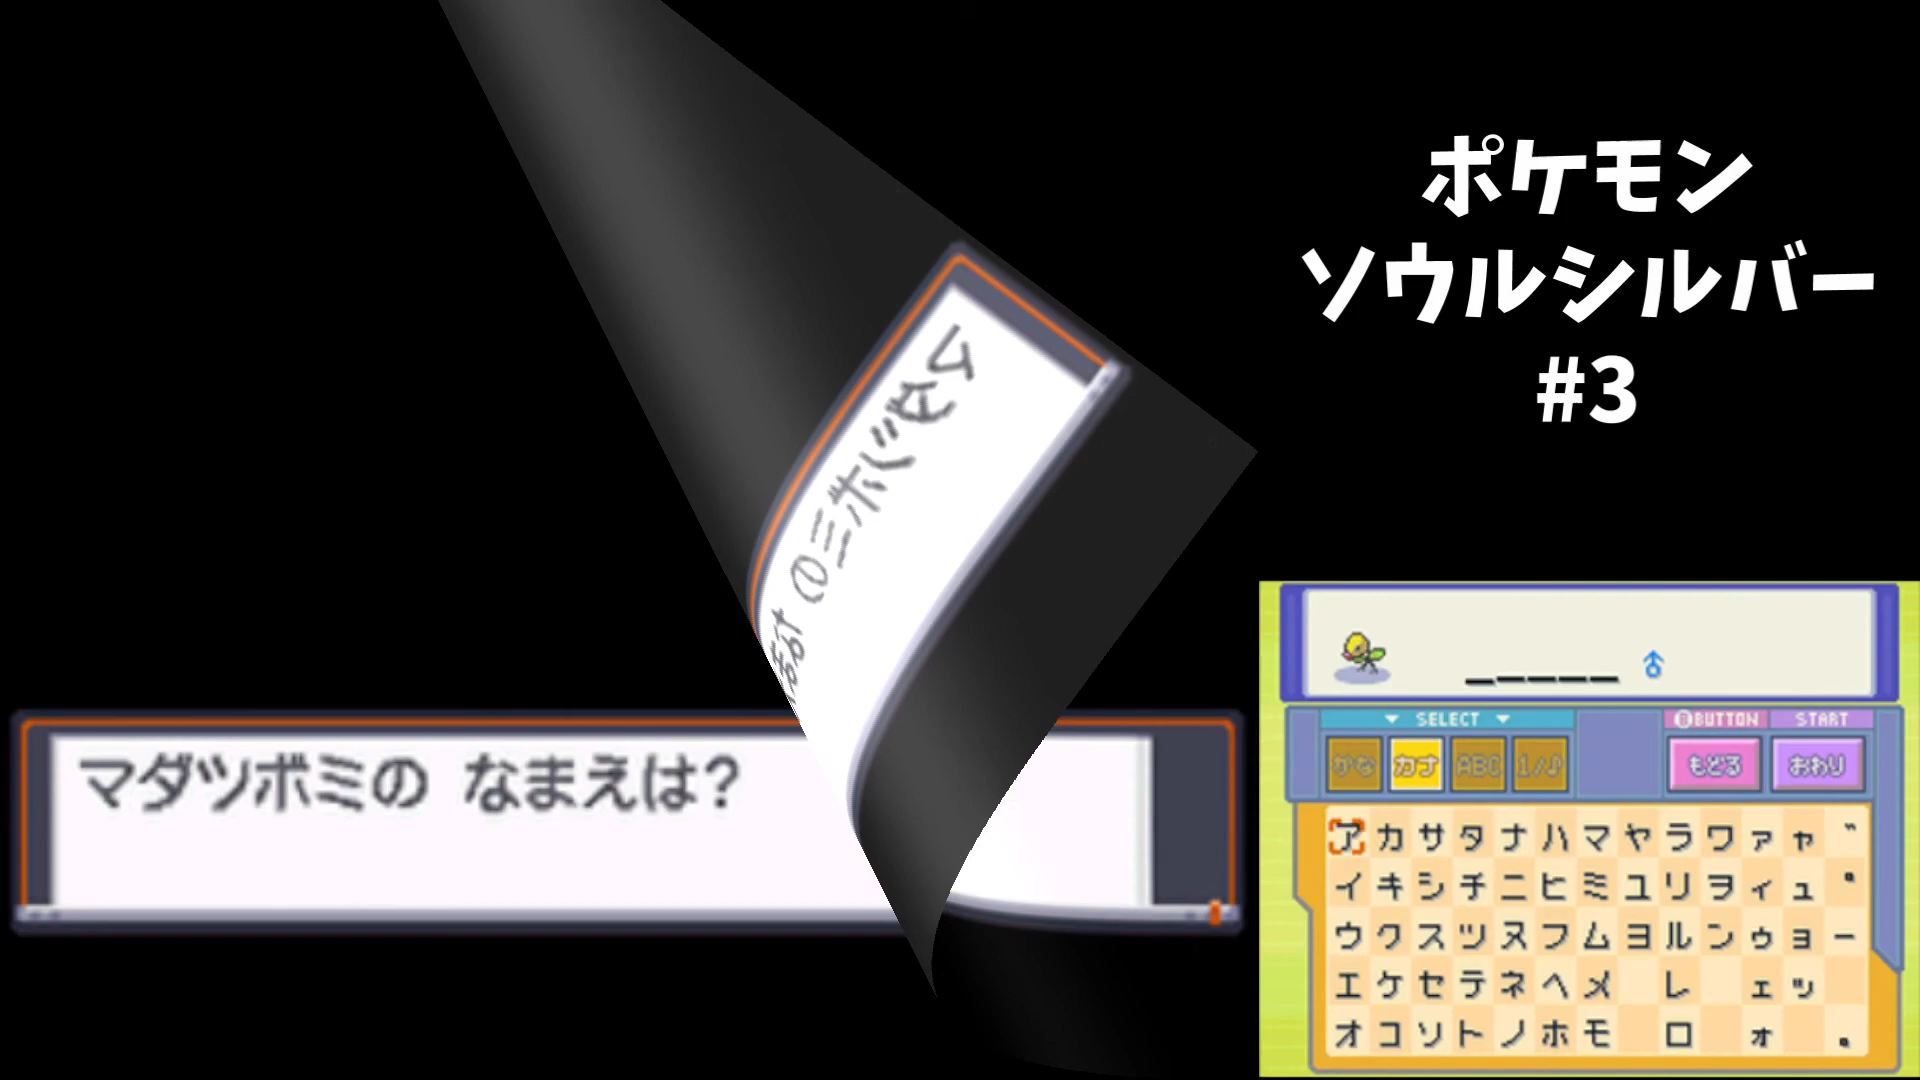 ポケモン
ソウルシルバー
#3
マダツボミの なまえは?
♂
SELECT
BUTTON
START
かな カナ ABC 1/♪
もどる おわり
ア カ サ タ ナ ハ マ ヤ ラ ワ ァ ャ ゛
イ キ シ チ ニ ヒ ミ ユ リ ヲ ィ ュ ゜
ウ ク ス ツ ヌ フ ム ヨ ル ン ゥ ョ ー
エ ケ セ テ ネ ヘ メ レ ェ ッ
オ コ ソ ト ノ ホ モ ロ ォ 。